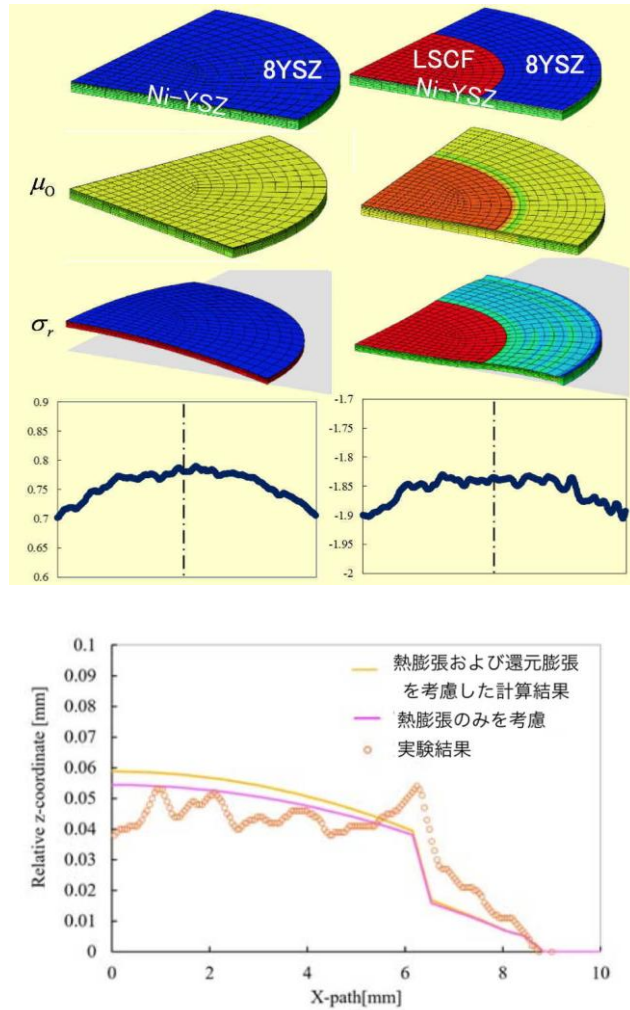 8YSZ
Ni-YSZ
LSCF
8YSZ
Ni-YSZ
μ₀
σᵣ
0.9
0.85
0.8
0.75
0.7
0.65
0.6
-1.7
-1.75
-1.8
-1.85
-1.9
-1.95
-2
0.1
0.09
0.08
0.07
0.06
0.05
0.04
0.03
0.02
0.01
0
Relative z-coordinate [mm]
熱膨張および還元膨張
を考慮した計算結果
熱膨張のみを考慮
実験結果
0 2 4 6 8 10
X-path[mm]